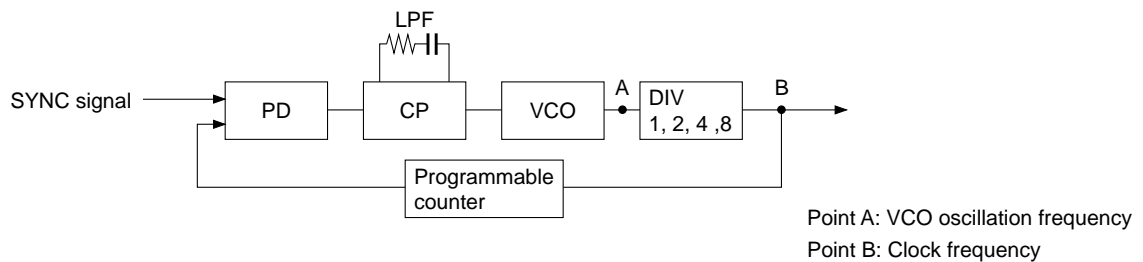 LPF
SYNC signal
PD
CP
VCO
A
DIV
1, 2, 4 ,8
B
Programmable
counter
Point A: VCO oscillation frequency
Point B: Clock frequency